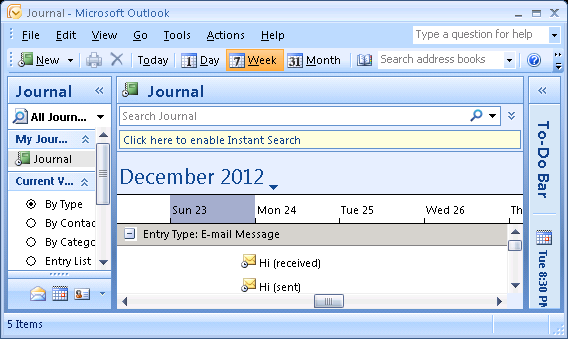 Journal - Microsoft Outlook
File Edit View Go Tools Actions Help Type a question for help
New Today 1 Day 7 Week 31 Month Search address books
Journal
All Journ...
My Jour...
Journal
Current V...
By Type
By Contac
By Catego
Entry List
Journal
Search Journal
Click here to enable Instant Search
December 2012
Sun 23 Mon 24 Tue 25 Wed 26 Th
Entry Type: E-mail Message
Hi (received)
Hi (sent)
To-Do Bar
Tue 8:30 PM
5 Items